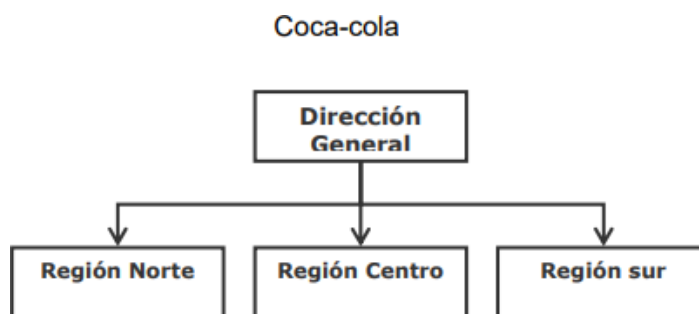 Coca-cola
Dirección
General
Región Norte
Región Centro
Región sur